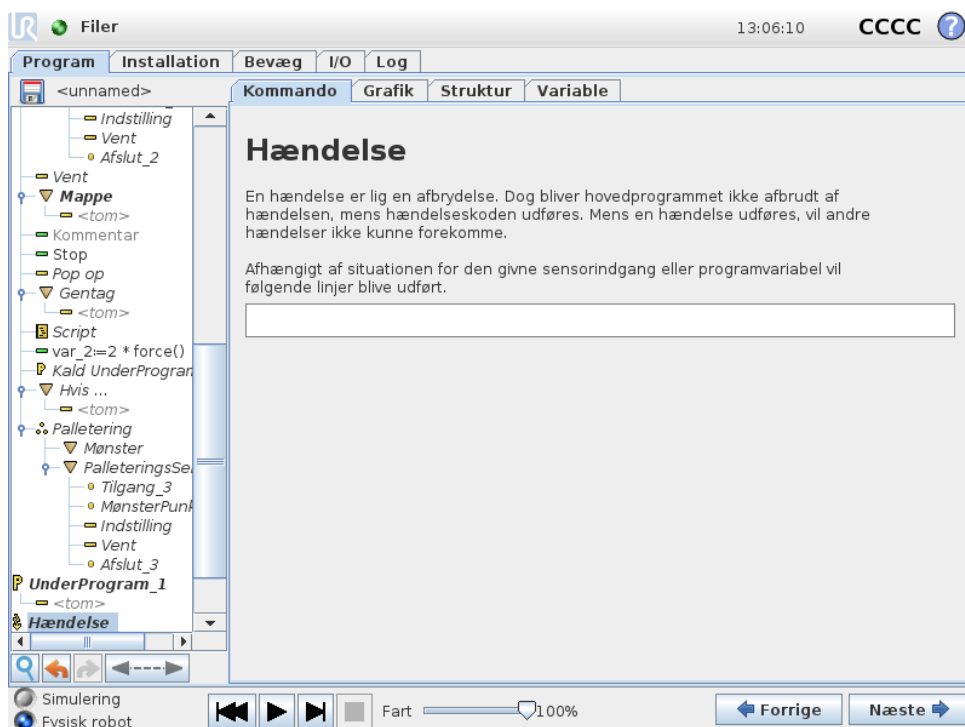 UR Filer 13:06:10 CCCC ?
Program Installation Bevæg I/O Log
<unnamed> Kommando Grafik Struktur Variable
Indstilling
Vent
Afslut_2
Vent
Mappe
<tom>
Kommentar
Stop
Pop op
Gentag
<tom>
Script
var_2:=2 * force()
Kald UnderProgram
Hvis ...
<tom>
Palletering
Mønster
PalleteringsSe
Tilgang_3
MønsterPunk
Indstilling
Vent
Afslut_3
UnderProgram_1
<tom>
Hændelse
Hændelse
En hændelse er lig en afbrydelse. Dog bliver hovedprogrammet ikke afbrudt af
hændelsen, mens hændelseskoden udføres. Mens en hændelse udføres, vil andre
hændelser ikke kunne forekomme.
Afhængigt af situationen for den givne sensorindgang eller programvariabel vil
følgende linjer blive udført.
Simulering
Fysisk robot
Fart 100%
Forrige Næste